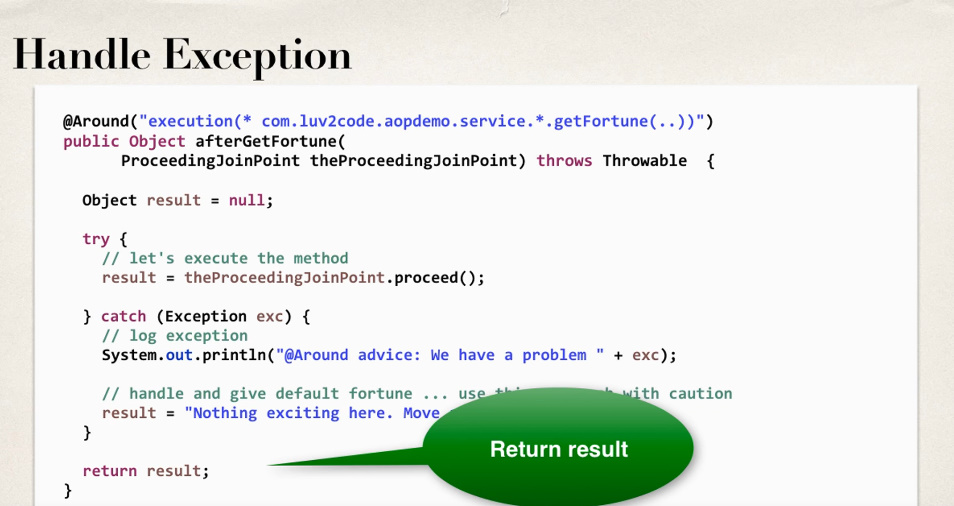 Handle Exception
@Around("execution(* com.luv2code.aopdemo.service.*.getFortune(..))")
public Object afterGetFortune(
ProceedingJoinPoint theProceedingJoinPoint) throws Throwable {
Object result = null;
try {
// let's execute the method
result = theProceedingJoinPoint.proceed();
} catch (Exception exc) {
// log exception
System.out.println("@Around advice: We have a problem " + exc);
// handle and give default fortune ... use with caution
result = "Nothing exciting here. Move
}
Return result
return result;
}